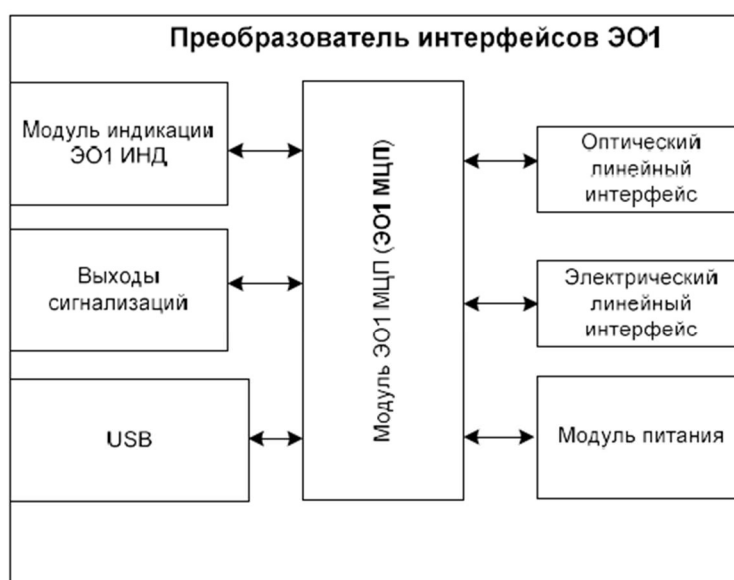 Преобразователь интерфейсов ЭО1
Модуль индикации
ЭО1 ИНД
Выходы
сигнализаций
USB
Модуль ЭО1 МЦП (ЭО1 МЦП)
Оптический
линейный
интерфейс
Электрический
линейный
интерфейс
Модуль питания